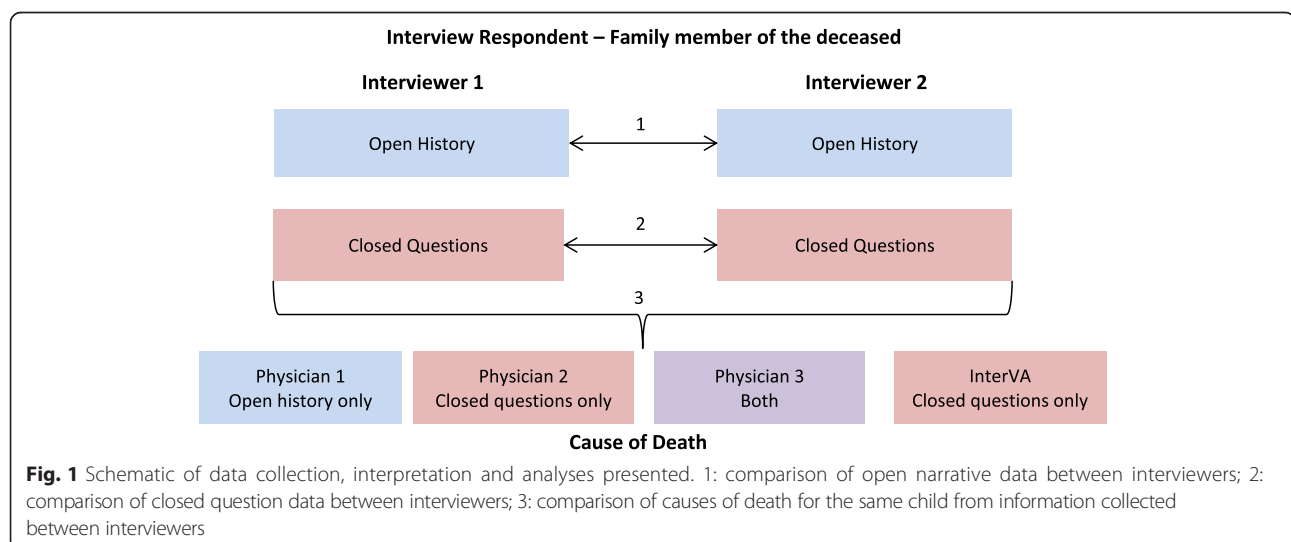 Interview Respondent – Family member of the deceased
Interviewer 1
Interviewer 2
Open History
1
Open History
Closed Questions
2
Closed Questions
3
Physician 1
Open history only
Physician 2
Closed questions only
Physician 3
Both
InterVA
Closed questions only
Cause of Death
Fig. 1 Schematic of data collection, interpretation and analyses presented. 1: comparison of open narrative data between interviewers; 2:
comparison of closed question data between interviewers; 3: comparison of causes of death for the same child from information collected
between interviewers